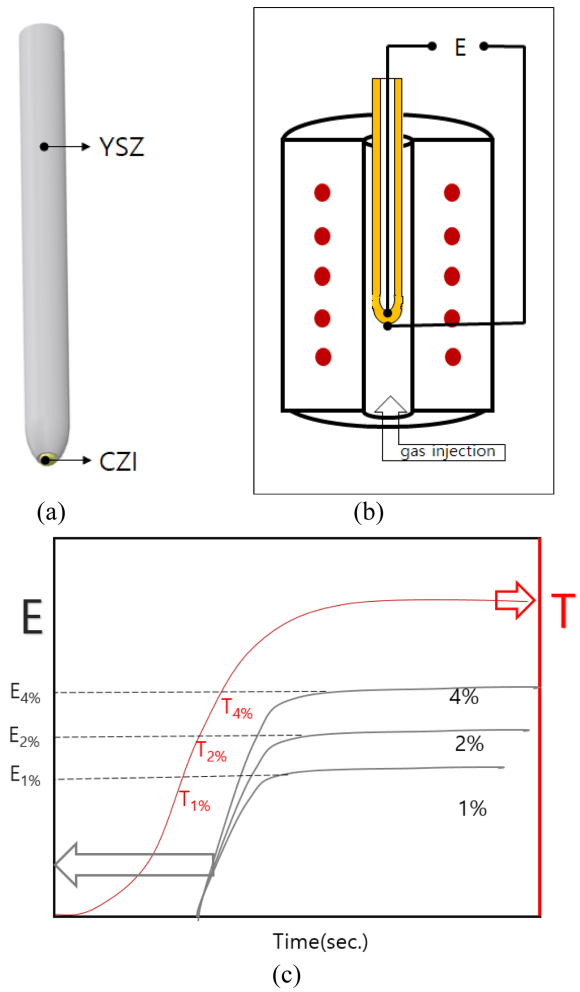 YSZ
CZI
(a)
E
gas injection
(b)
E
T
E4%
E2%
E1%
T4%
T2%
T1%
4%
2%
1%
Time(sec.)
(c)